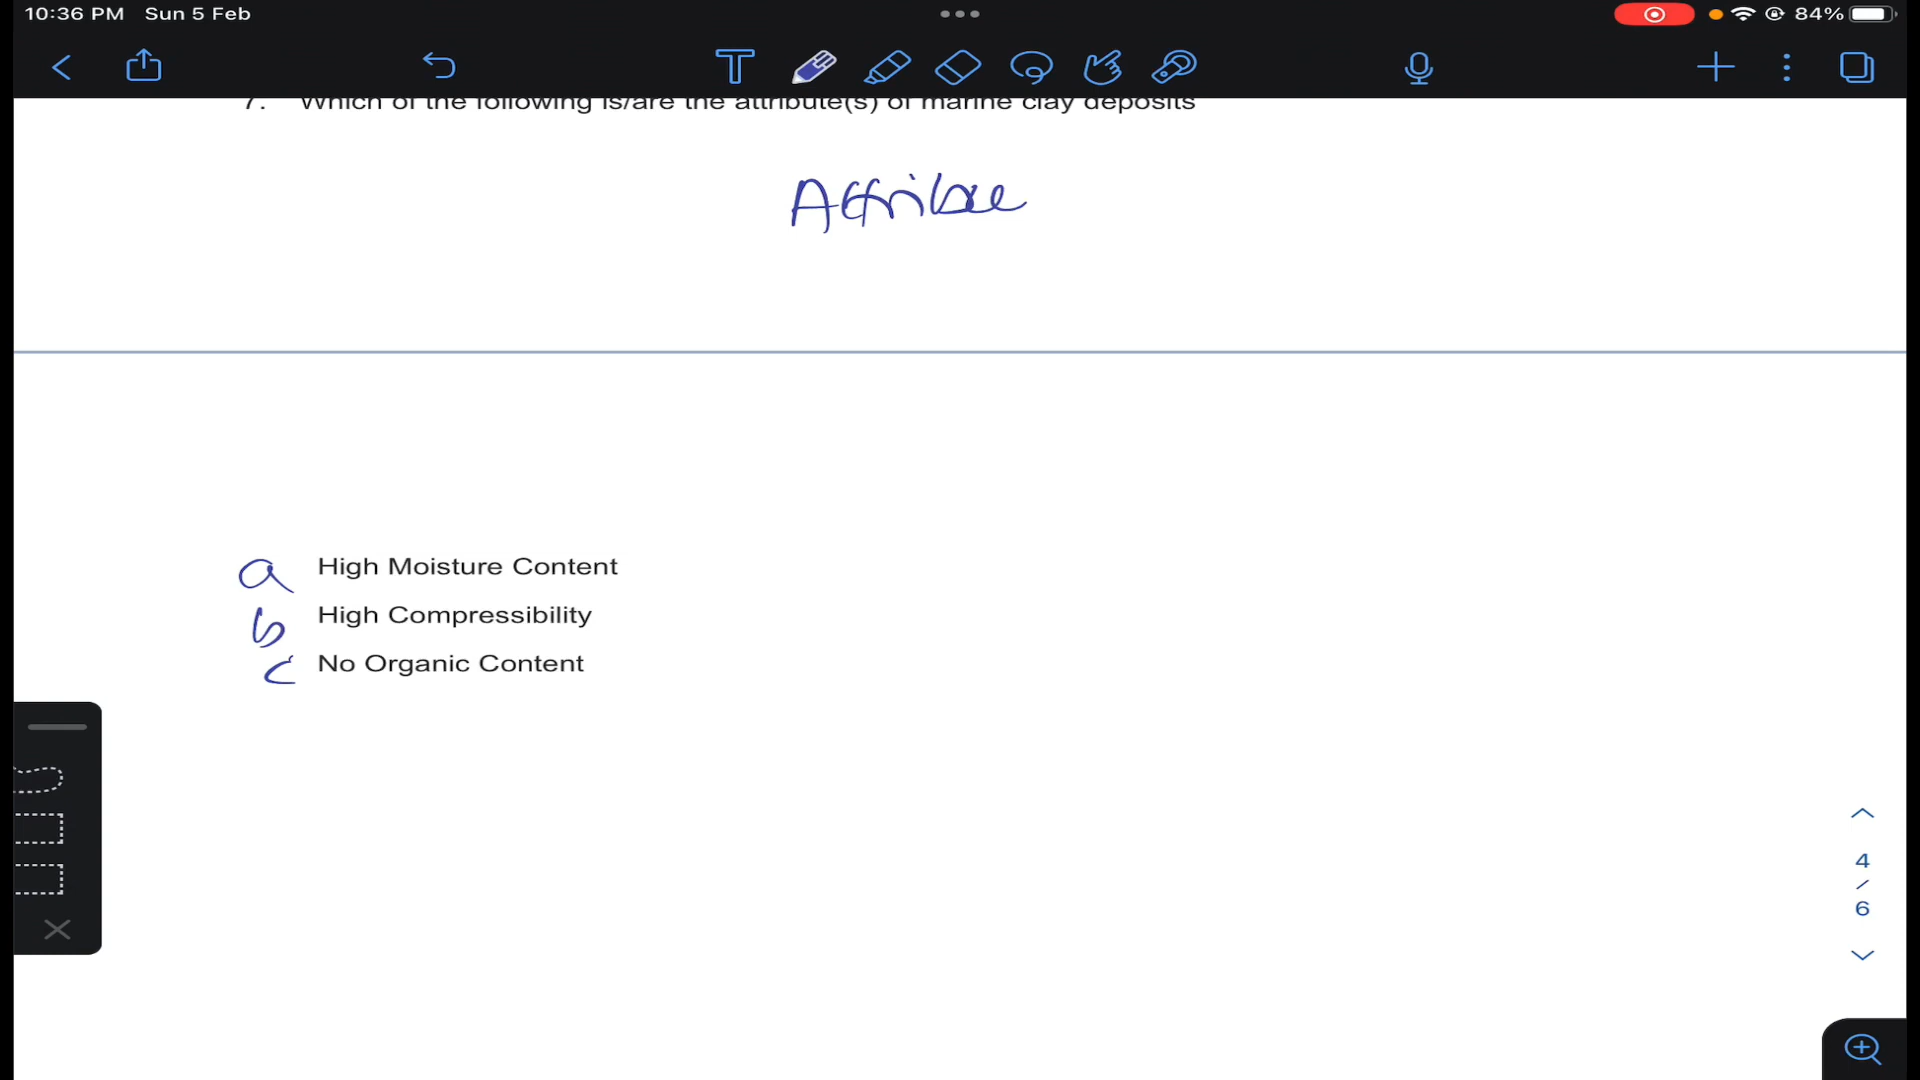 10:36 PM Sun 5 Feb
84%
7. Which of the following is/are the attribute(s) of marine clay deposits
a High Moisture Content
b High Compressibility
c No Organic Content
4
/
6